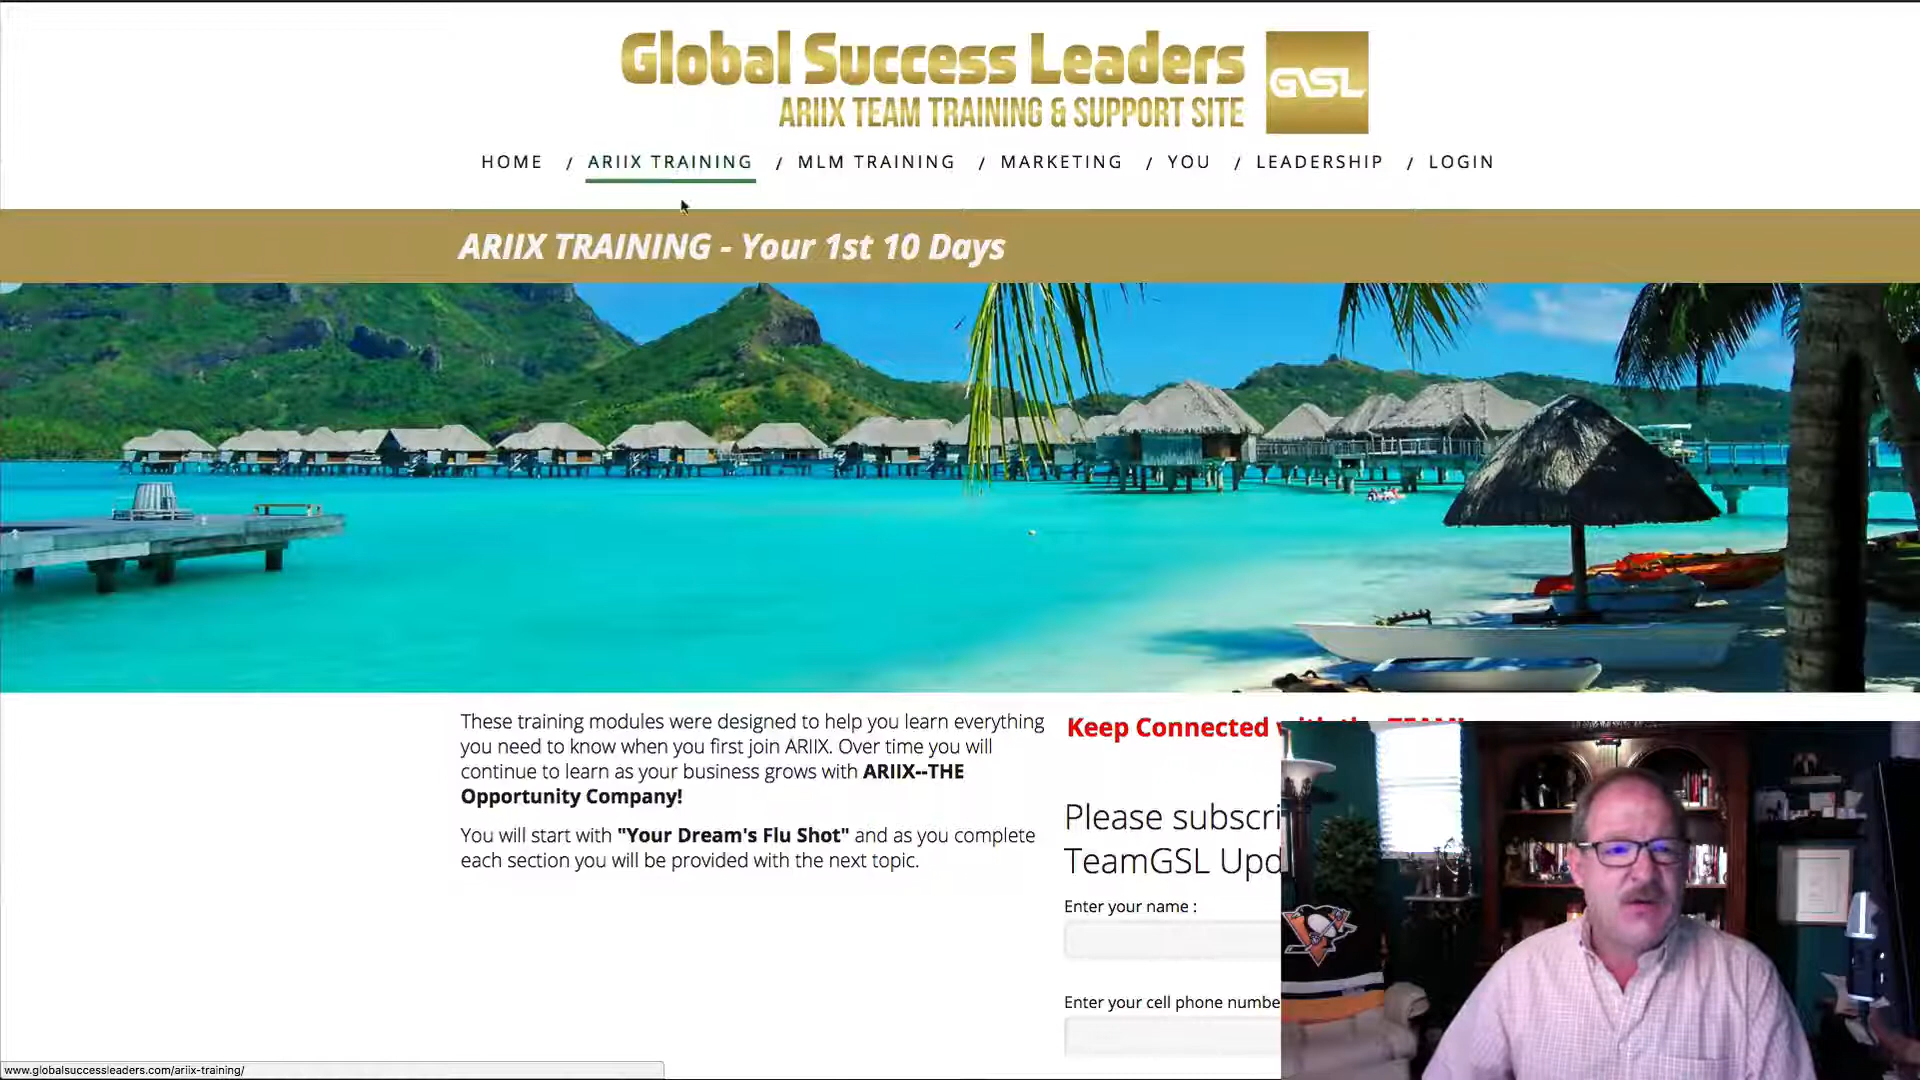 Global Success Leaders
GSL
ARIIX TEAM TRAINING & SUPPORT SITE
HOME / ARIIX TRAINING / MLM TRAINING / MARKETING / YOU / LEADERSHIP / LOGIN
ARIIX TRAINING - Your 1st 10 Days
These training modules were designed to help you learn everything
you need to know when you first join ARIIX. Over time you will
continue to learn as your business grows with ARIIX--THE
Opportunity Company!
You will start with "Your Dream's Flu Shot" and as you complete
each section you will be provided with the next topic.
Keep Connected
Please subscri
TeamGSL Upd
Enter your name :
Enter your cell phone numbe
www.globalsuccessleaders.com/ariix-training/